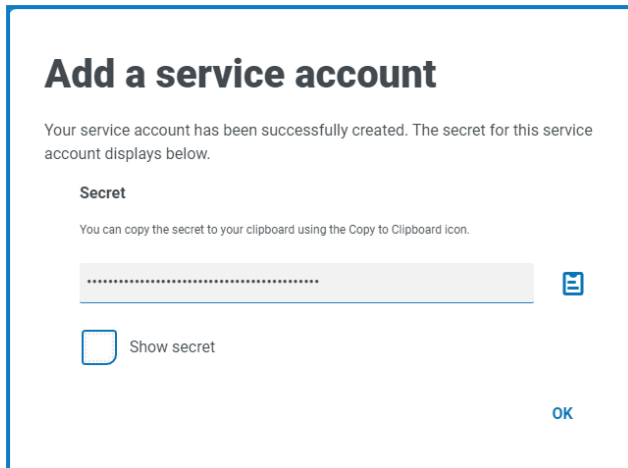 Add a service account
Your service account has been successfully created. The secret for this service
account displays below.
Secret
You can copy the secret to your clipboard using the Copy to Clipboard icon.
Show secret
OK